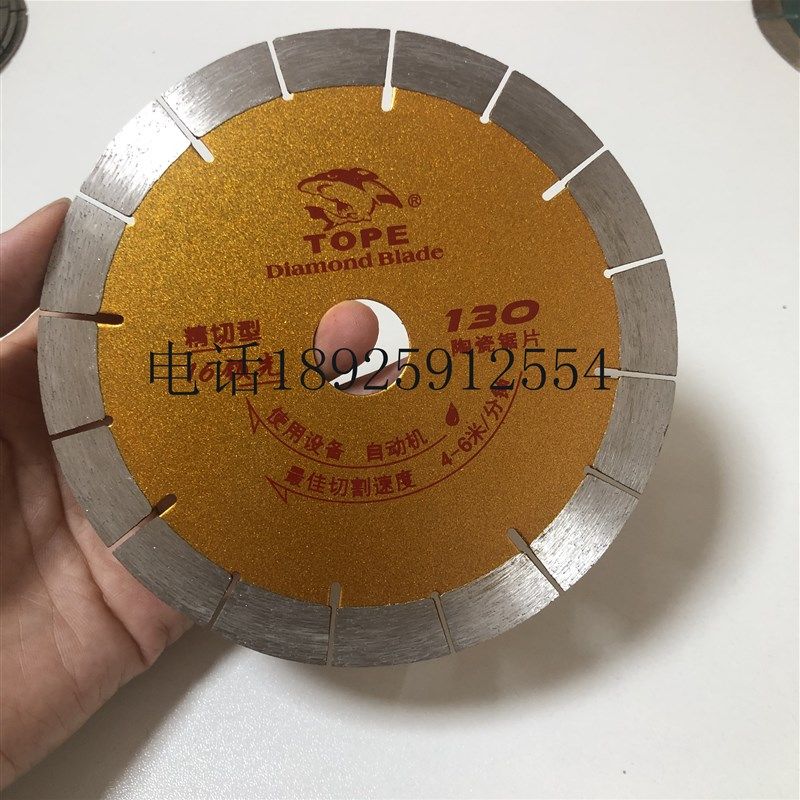 ®
TOPE
Diamond Blade
精切型
130
陶瓷锯片
电话18925912554
使用设备 自动机
最佳切割速度 4-6米/分钟